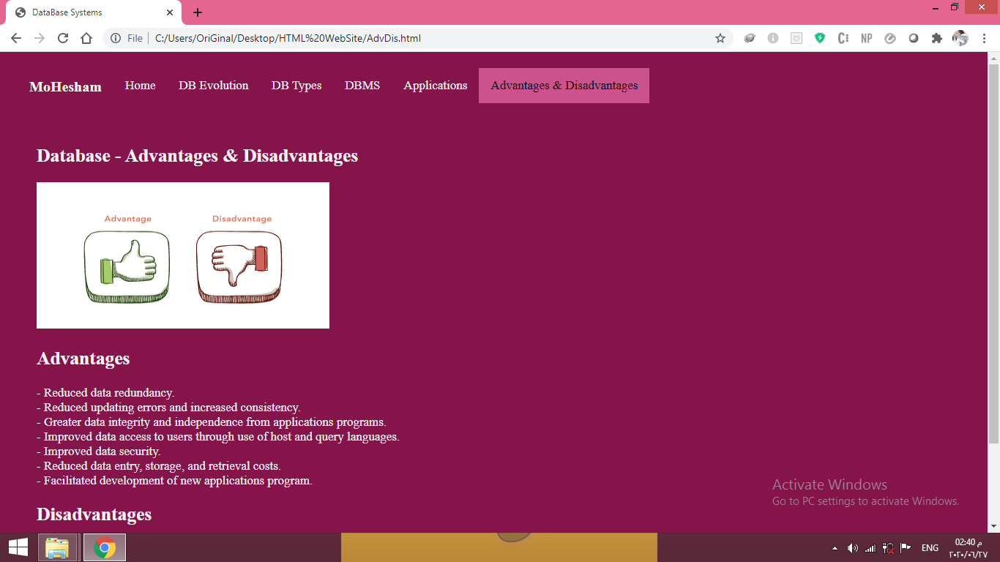 DataBase Systems
File
C:/Users/OriGinal/Desktop/HTML%20WebSite/AdvDis.html
NP
MoHesham Home DB Evolution DB Types DBMS Applications Advantages & Disadvantages
Database - Advantages & Disadvantages
Advantage Disadvantage
Advantages
- Reduced data redundancy.
- Reduced updating errors and increased consistency.
- Greater data integrity and independence from applications programs.
- Improved data access to users through use of host and query languages.
- Improved data security.
- Reduced data entry, storage, and retrieval costs.
- Facilitated development of new applications program.
Disadvantages
Activate Windows
Go to PC settings to activate Windows.
ENG
02:40 م
٢٠٢٠/٠٦/٢٧